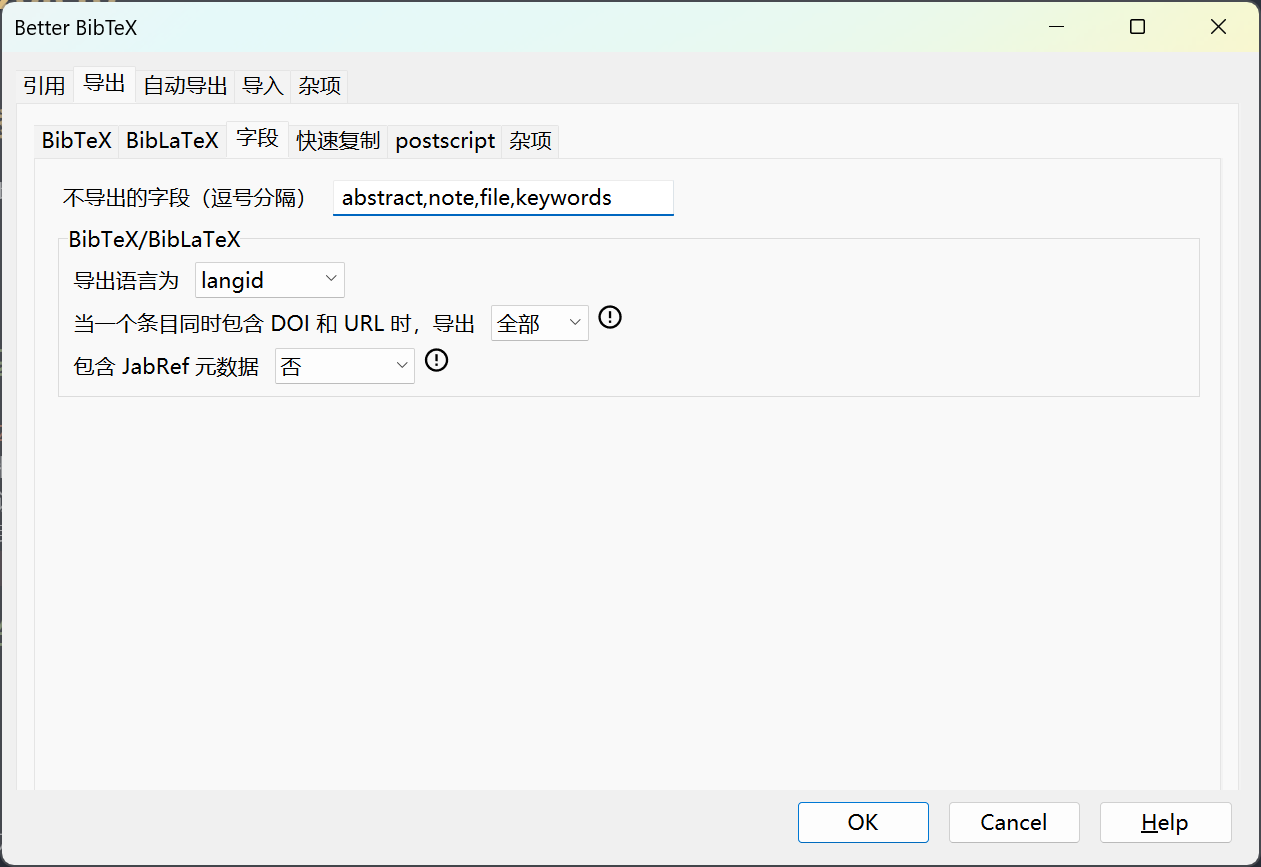 Better BibTeX
引用 导出 自动导出 导入 杂项
BibTeX BibLaTeX 字段 快速复制 postscript 杂项
不导出的字段（逗号分隔） abstract,note,file,keywords
BibTeX/BibLaTeX
导出语言为 langid
当一个条目同时包含 DOI 和 URL 时，导出 全部
包含 JabRef 元数据 否
OK Cancel Help